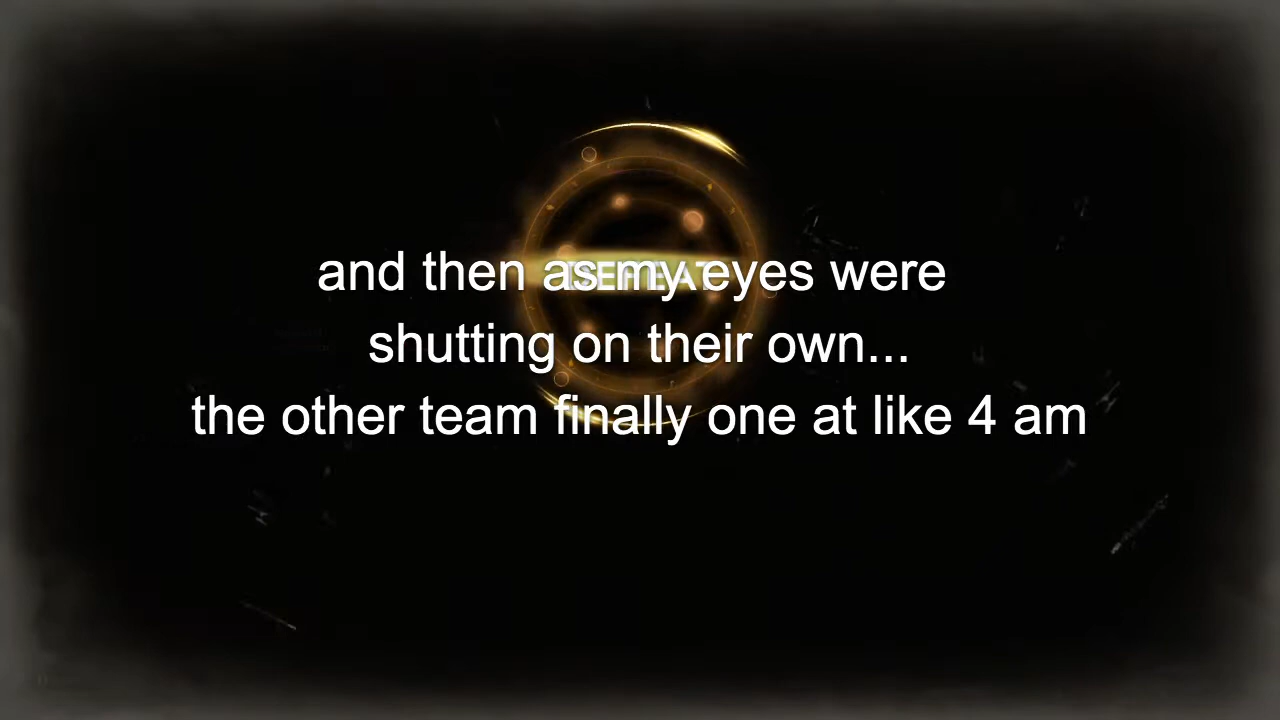 and then as my eyes were
DEFEAT
shutting on their own...
the other team finally one at like 4 am